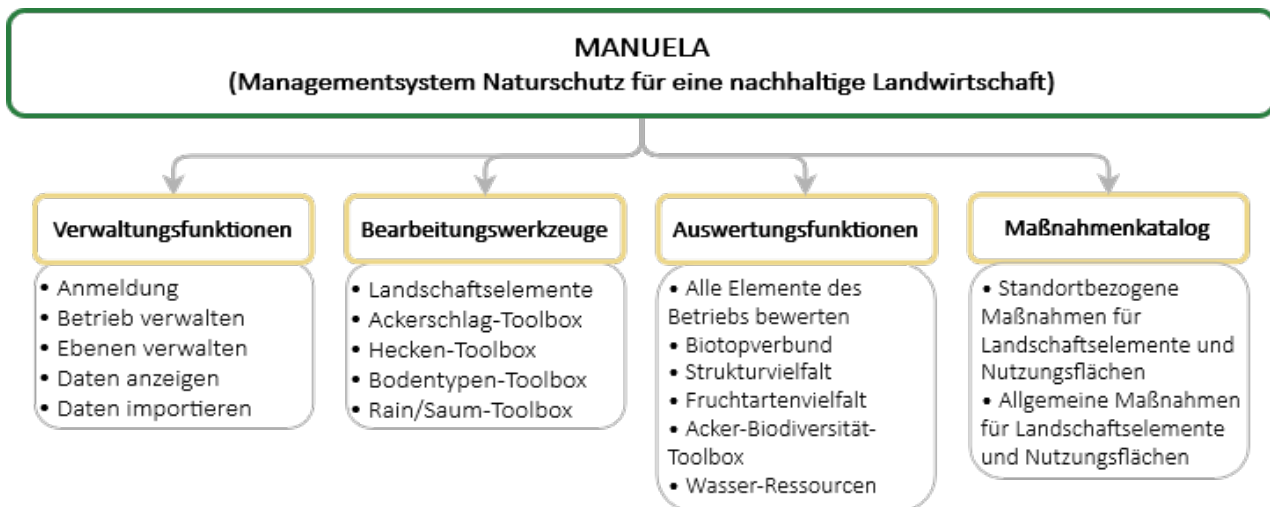 MANUELA
(Managementsystem Naturschutz für eine nachhaltige Landwirtschaft)
Verwaltungsfunktionen
• Anmeldung
• Betrieb verwalten
• Ebenen verwalten
• Daten anzeigen
• Daten importieren
Bearbeitungswerkzeuge
• Landschaftselemente
• Ackerschlag-Toolbox
• Hecken-Toolbox
• Bodentypen-Toolbox
• Rain/Saum-Toolbox
Auswertungsfunktionen
• Alle Elemente des
Betriebs bewerten
• Biotopverbund
• Strukturvielfalt
• Fruchtartenvielfalt
• Acker-Biodiversität-
Toolbox
• Wasser-Ressourcen
Maßnahmenkatalog
• Standortbezogene
Maßnahmen für
Landschaftselemente und
Nutzungsflächen
• Allgemeine Maßnahmen
für Landschaftselemente
und Nutzungsflächen